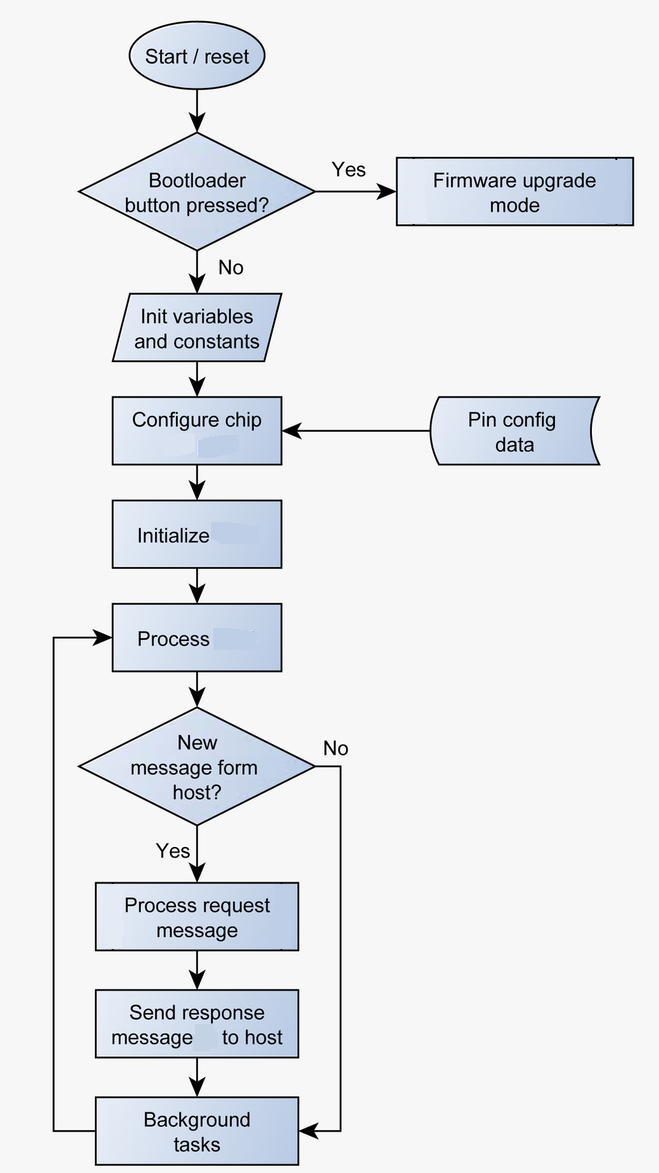 Start / reset
Bootloader
button pressed?
Yes
Firmware upgrade
mode
No
Init variables
and constants
Configure chip
Pin config
data
Initialize
Process
New
message form
host?
No
Yes
Process request
message
Send response
message to host
Background
tasks